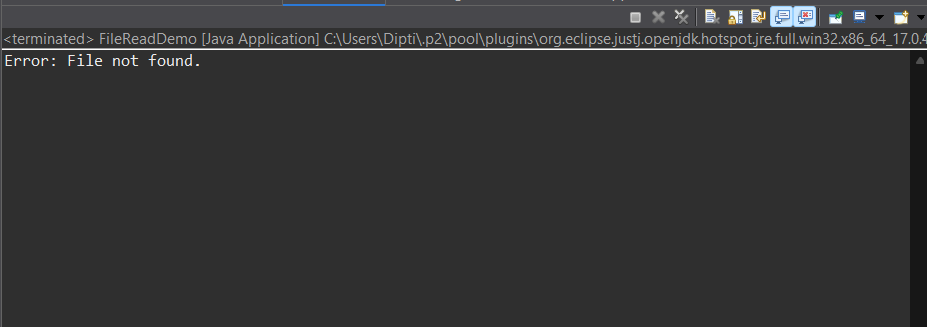 <terminated> FileReadDemo [Java Application] C:\Users\Dipti\.p2\pool\plugins\org.eclipse.justj.openjdk.hotspot.jre.full.win32.x86_64_17.0.4
Error: File not found.